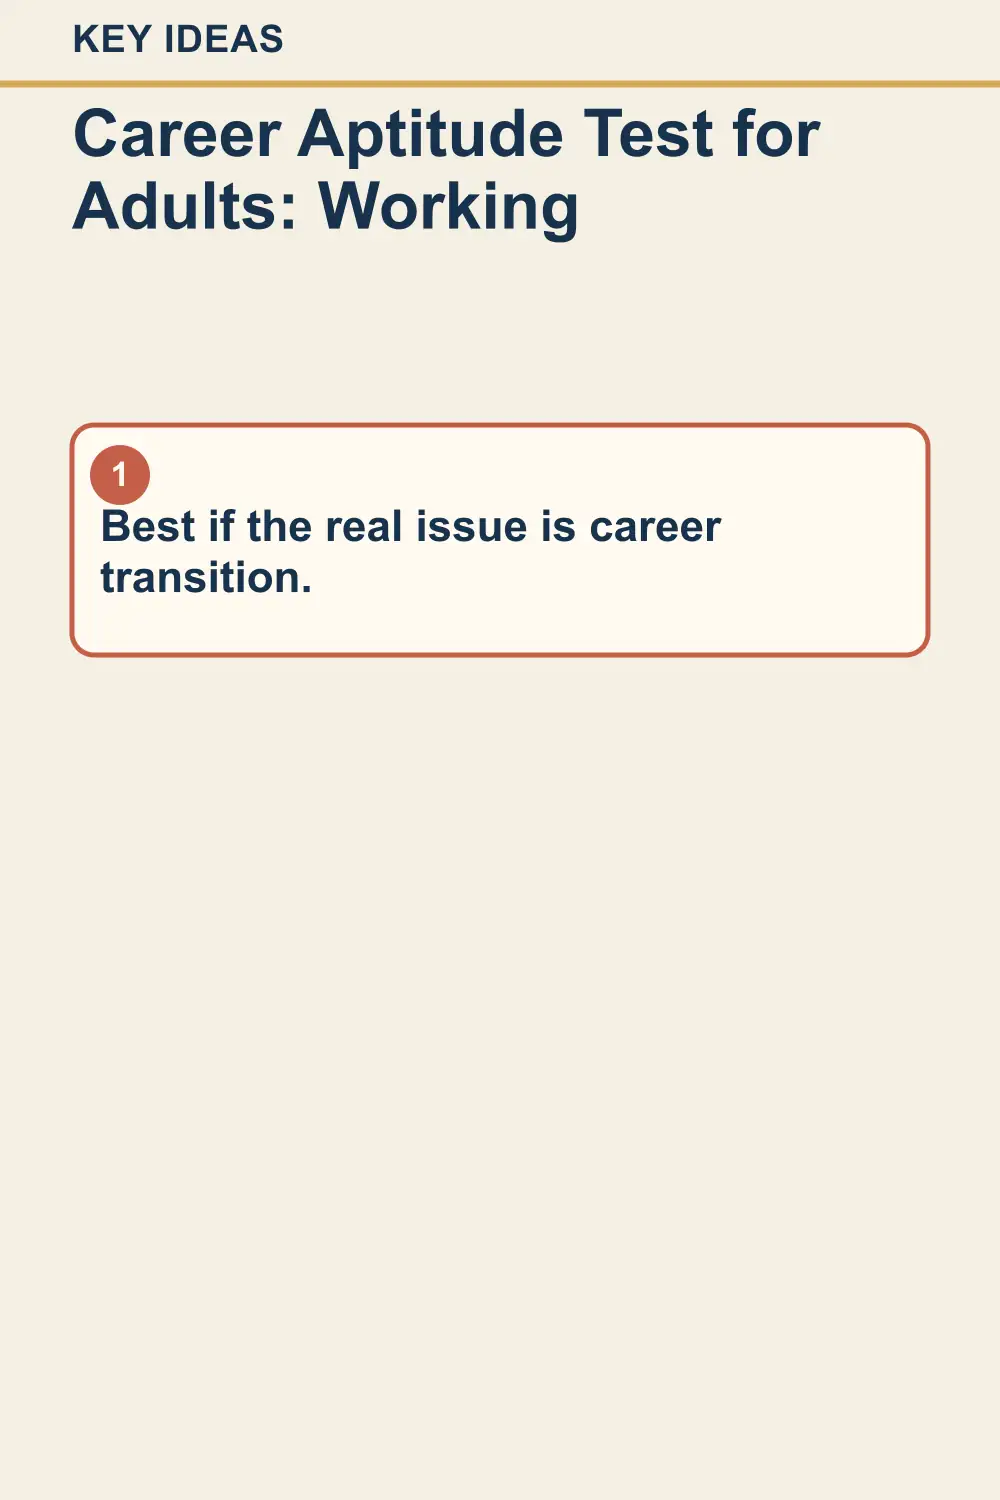 KEY IDEAS
Career Aptitude Test for
Adults: Working
1
Best if the real issue is career
transition.